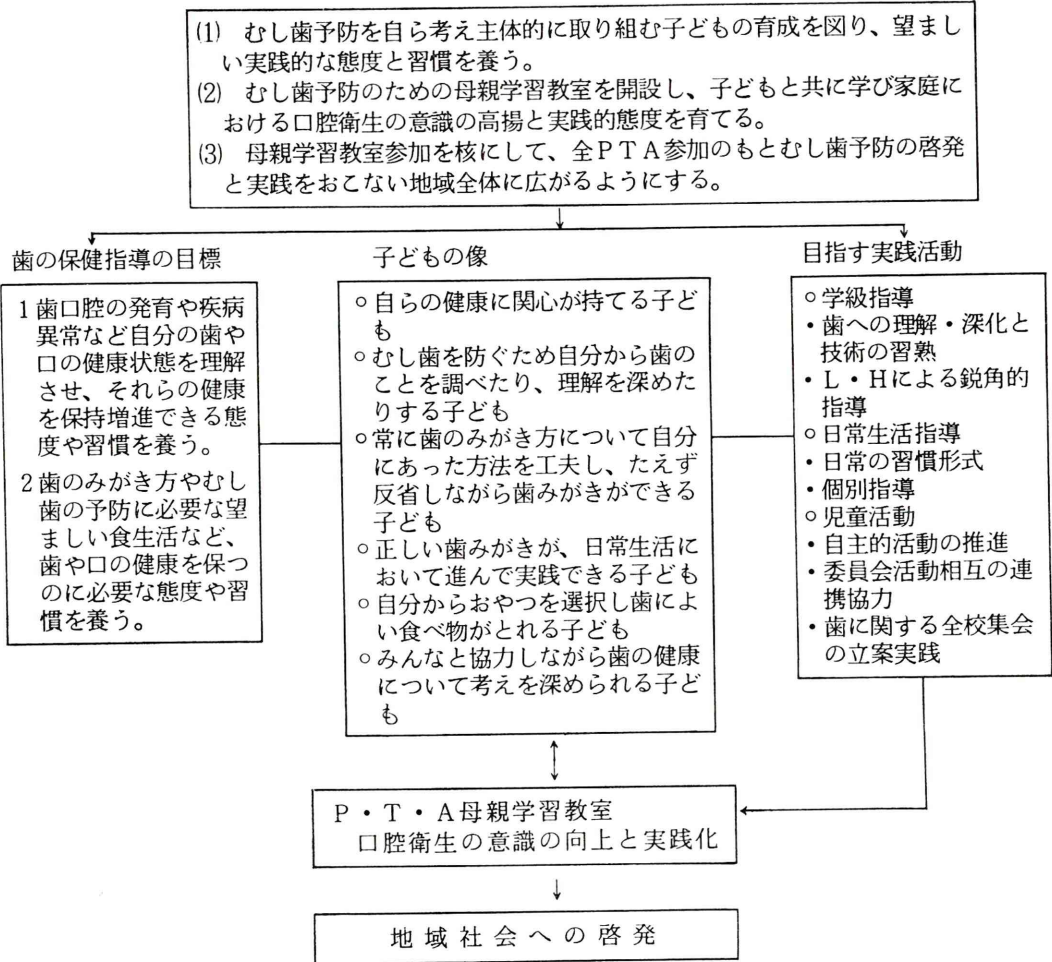 (1) むし歯予防を自ら考え主体的に取り組む子どもの育成を図り、望まし
い実践的な態度と習慣を養う。
(2) むし歯予防のための母親学習教室を開設し、子どもと共に学び家庭に
おける口腔衛生の意識の高揚と実践的態度を育てる。
(3) 母親学習教室参加を核にして、全PTA参加のもとむし歯予防の啓発
と実践をおこない地域全体に広がるようにする。
歯の保健指導の目標
1歯口腔の発育や疾病
異常など自分の歯や
口の健康状態を理解
させ、それらの健康
を保持増進できる態
度や習慣を養う。
2歯のみがき方やむし
歯の予防に必要な望
ましい食生活など、
歯や口の健康を保つ
のに必要な態度や習
慣を養う。
子どもの像
○自らの健康に関心が持てる子ど
も
○むし歯を防ぐため自分から歯の
ことを調べたり、理解を深めた
りする子ども
○常に歯のみがき方について自分
にあった方法を工夫し、たえず
反省しながら歯みがきができる
子ども
○正しい歯みがきが、日常生活に
おいて進んで実践できる子ども
○自分からおやつを選択し歯によ
い食べ物がとれる子ども
○みんなと協力しながら歯の健康
について考えを深められる子ど
も
目指す実践活動
○学級指導
・歯への理解・深化と
技術の習熟
・L・Hによる鋭角的
指導
○日常生活指導
・日常の習慣形式
・個別指導
○児童活動
・自主的活動の推進
・委員会活動相互の連
携協力
・歯に関する全校集会
の立案実践
P・T・A母親学習教室
口腔衛生の意識の向上と実践化
地域社会への啓発